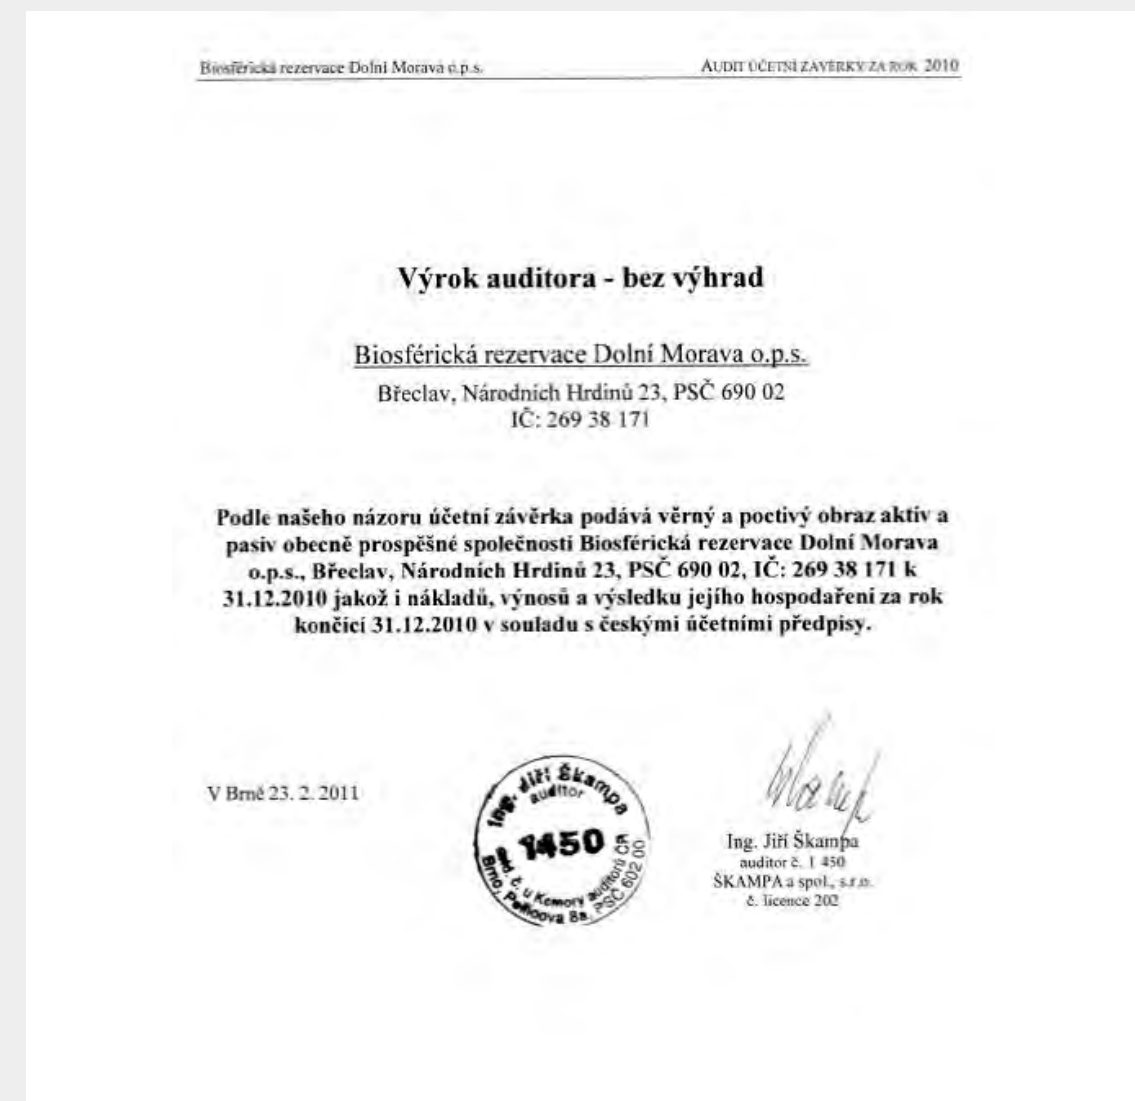 Biosférická rezervace Dolní Morava o.p.s.
AUDIT ÚČETNÍ ZÁVĚRKY ZA ROK 2010
Výrok auditora - bez výhrad
Biosférická rezervace Dolní Morava o.p.s.
Břeclav, Národních Hrdinů 23, PSČ 690 02
IČ: 269 38 171
Podle našeho názoru účetní závěrka podává věrný a poctivý obraz aktiv a
pasiv obecně prospěšné společnosti Biosférická rezervace Dolní Morava
o.p.s., Břeclav, Národních Hrdinů 23, PSČ 690 02, IČ: 269 38 171 k
31.12.2010 jakož i nákladů, výnosů a výsledku jejího hospodaření za rok
končící 31.12.2010 v souladu s českými účetními předpisy.
V Brně 23. 2. 2011
Ing. Jiří Škampa
auditor
1450
č. u Komory auditorů ČR
Brno, 8a, PSČ 602 00
Ing. Jiří Škampa
auditor č. 1 450
ŠKAMPA a spol., s.r.o.
č. licence 202